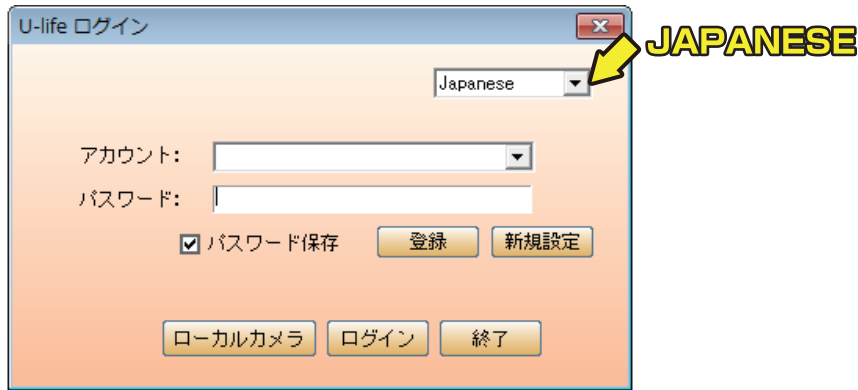 U-life ログイン
JAPANESE
Japanese
アカウント:
パスワード:
パスワード保存 登録 新規設定
ローカルカメラ ログイン 終了